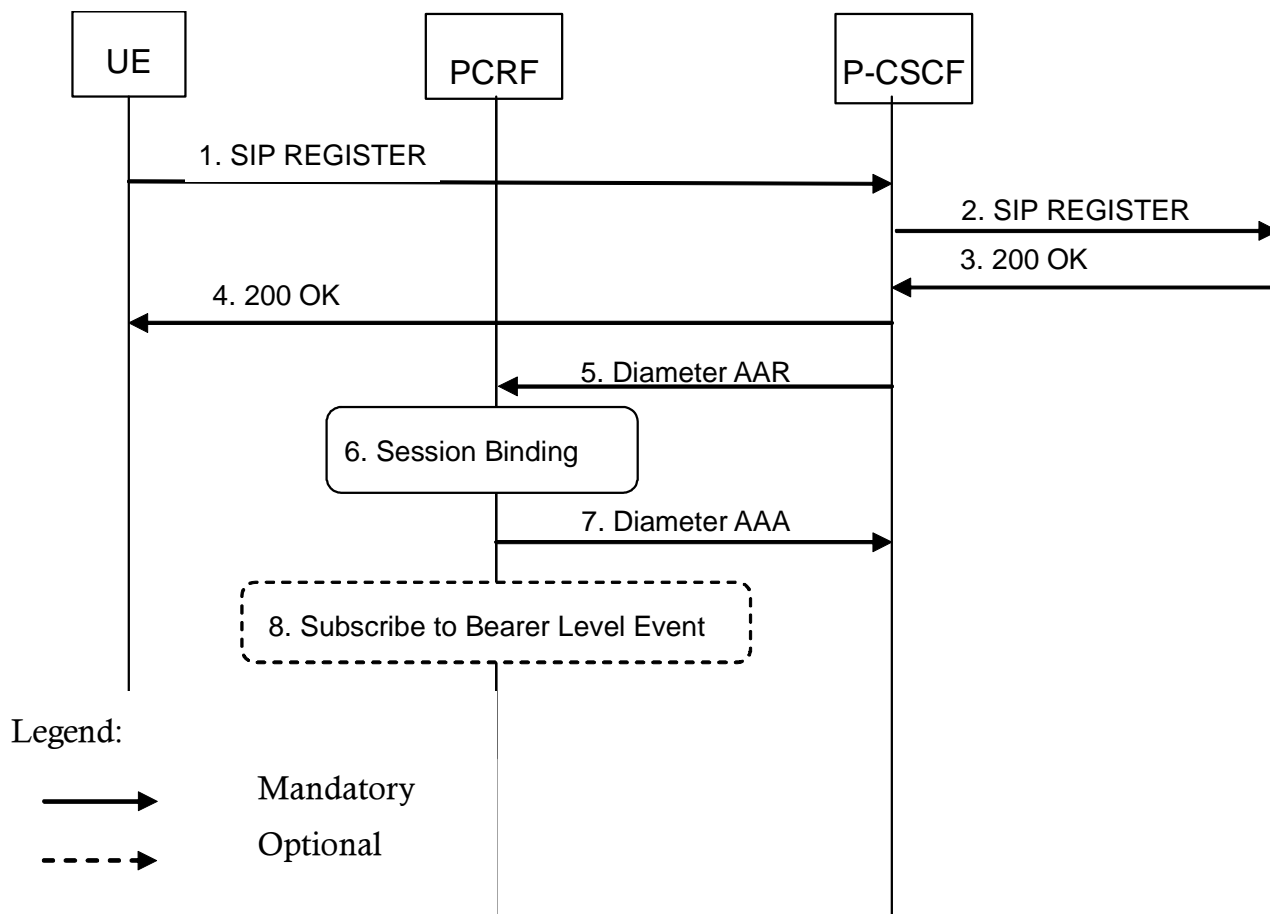 UE
PCRF
P-CSCF
1. SIP REGISTER
2. SIP REGISTER
3. 200 OK
4. 200 OK
5. Diameter AAR
6. Session Binding
7. Diameter AAA
8. Subscribe to Bearer Level Event
Legend:
Mandatory
Optional